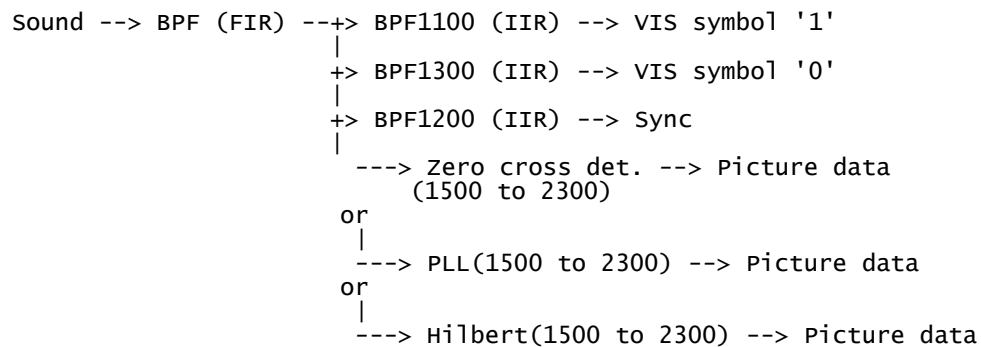 Sound --> BPF (FIR) --+> BPF1100 (IIR) --> VIS symbol '1'
|
+> BPF1300 (IIR) --> VIS symbol '0'
|
+> BPF1200 (IIR) --> Sync
|
---> Zero cross det. --> Picture data
(1500 to 2300)
or
|
---> PLL(1500 to 2300) --> Picture data
or
|
---> Hilbert(1500 to 2300) --> Picture data